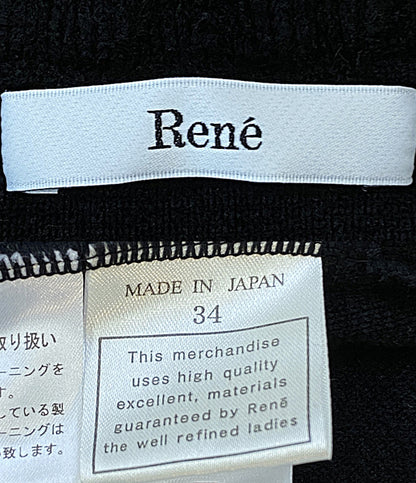 René
MADE IN JAPAN
34
This merchandise
uses high quality
excellent, materials
guaranteed by René
the well refined ladies
取り扱い
ーニングを
す。
している製
ーニングは
致します。